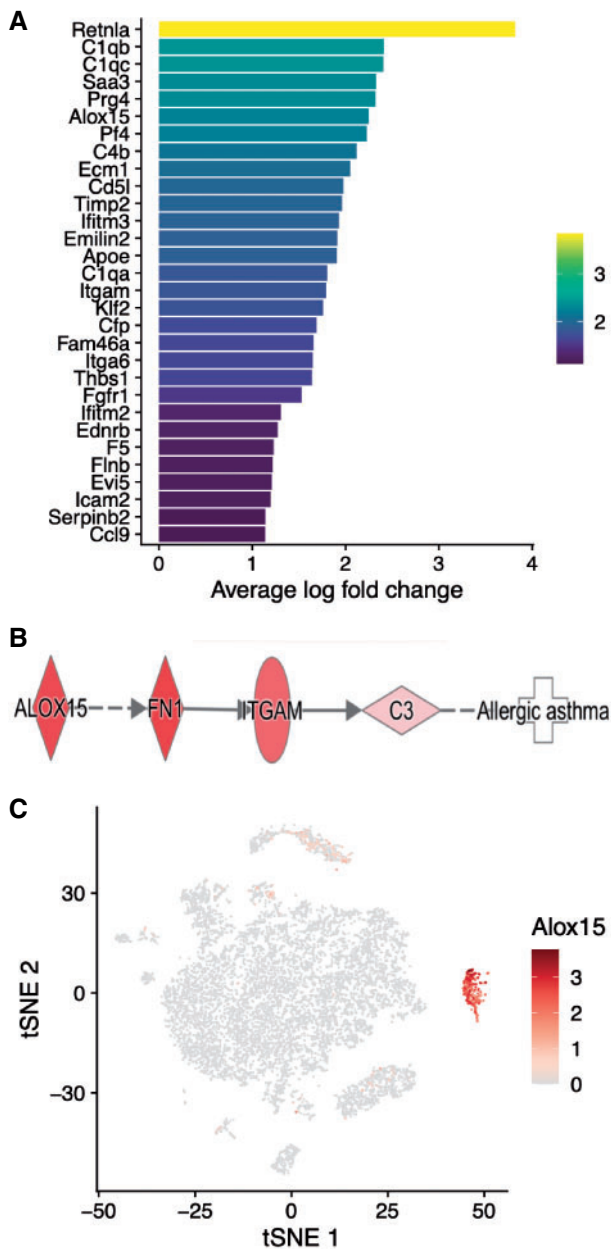 A
Retnla
C1qb
C1qc
Saa3
Prg4
Alox15
Pf4
C4b
Ecm1
Cd5l
Timp2
Ifitm3
Emilin2
Apoe
C1qa
Itgam
Klf2
Cfp
Fam46a
Itga6
Thbs1
Fgfr1
Ifitm2
Ednrb
F5
Flnb
Evi5
Icam2
Serpinb2
Ccl9
0 1 2 3 4
Average log fold change
3
2
B
ALOX15 FN1 ITGAM C3 Allergic asthma
C
30
0
−30
tSNE 2
−50 −25 0 25 50
tSNE 1
Alox15
3
2
1
0